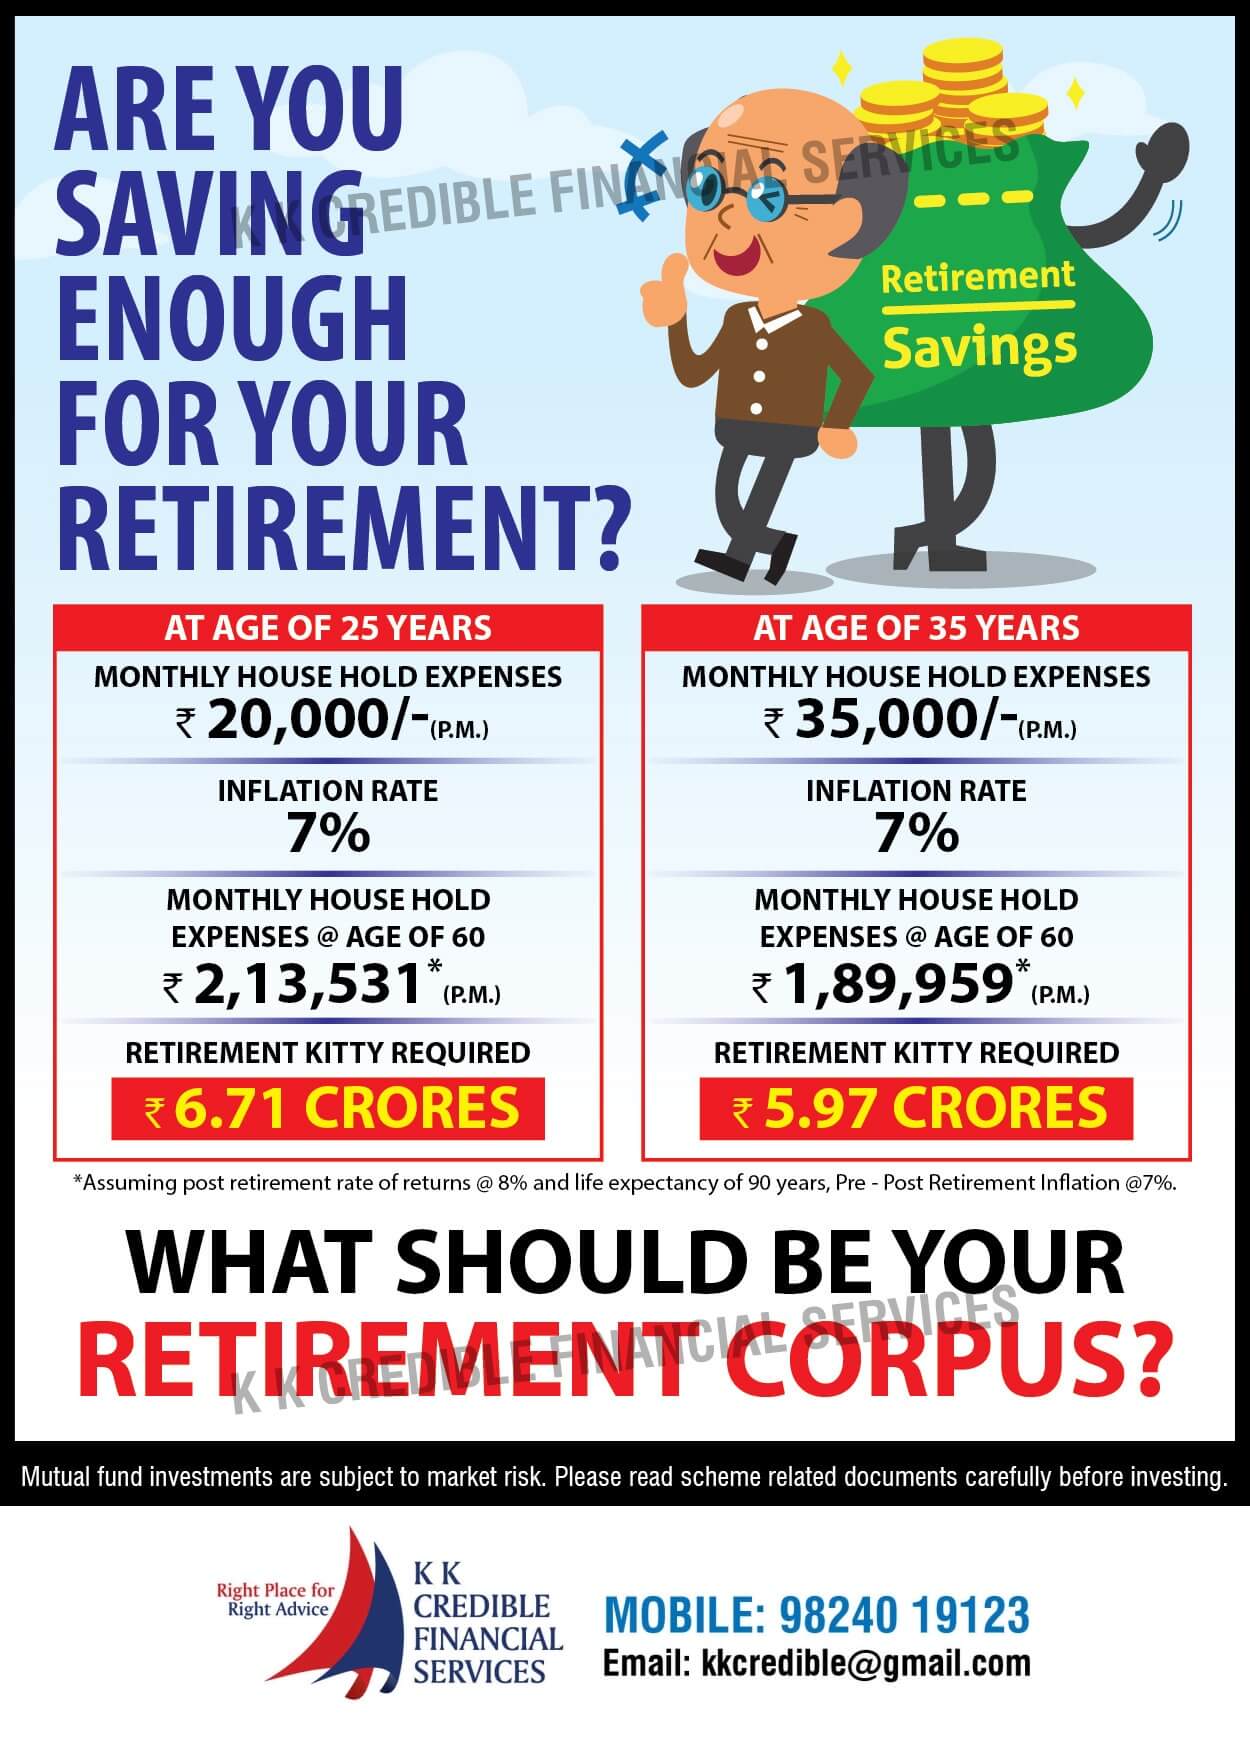 ARE YOU
SAVING
ENOUGH
FOR YOUR
RETIREMENT?
K K CREDIBLE FINANCIAL SERVICES
Retirement
Savings
AT AGE OF 25 YEARS
MONTHLY HOUSE HOLD EXPENSES
₹ 20,000/-(P.M.)
INFLATION RATE
7%
MONTHLY HOUSE HOLD
EXPENSES @ AGE OF 60
₹ 2,13,531* (P.M.)
RETIREMENT KITTY REQUIRED
₹ 6.71 CRORES
AT AGE OF 35 YEARS
MONTHLY HOUSE HOLD EXPENSES
₹ 35,000/-(P.M.)
INFLATION RATE
7%
MONTHLY HOUSE HOLD
EXPENSES @ AGE OF 60
₹ 1,89,959* (P.M.)
RETIREMENT KITTY REQUIRED
₹ 5.97 CRORES
*Assuming post retirement rate of returns @ 8% and life expectancy of 90 years, Pre - Post Retirement Inflation @7%.
WHAT SHOULD BE YOUR
RETIREMENT CORPUS?
K K CREDIBLE FINANCIAL SERVICES
Mutual fund investments are subject to market risk. Please read scheme related documents carefully before investing.
Right Place for
Right Advice
K K
CREDIBLE
FINANCIAL
SERVICES
MOBILE: 98240 19123
Email: kkcredible@gmail.com